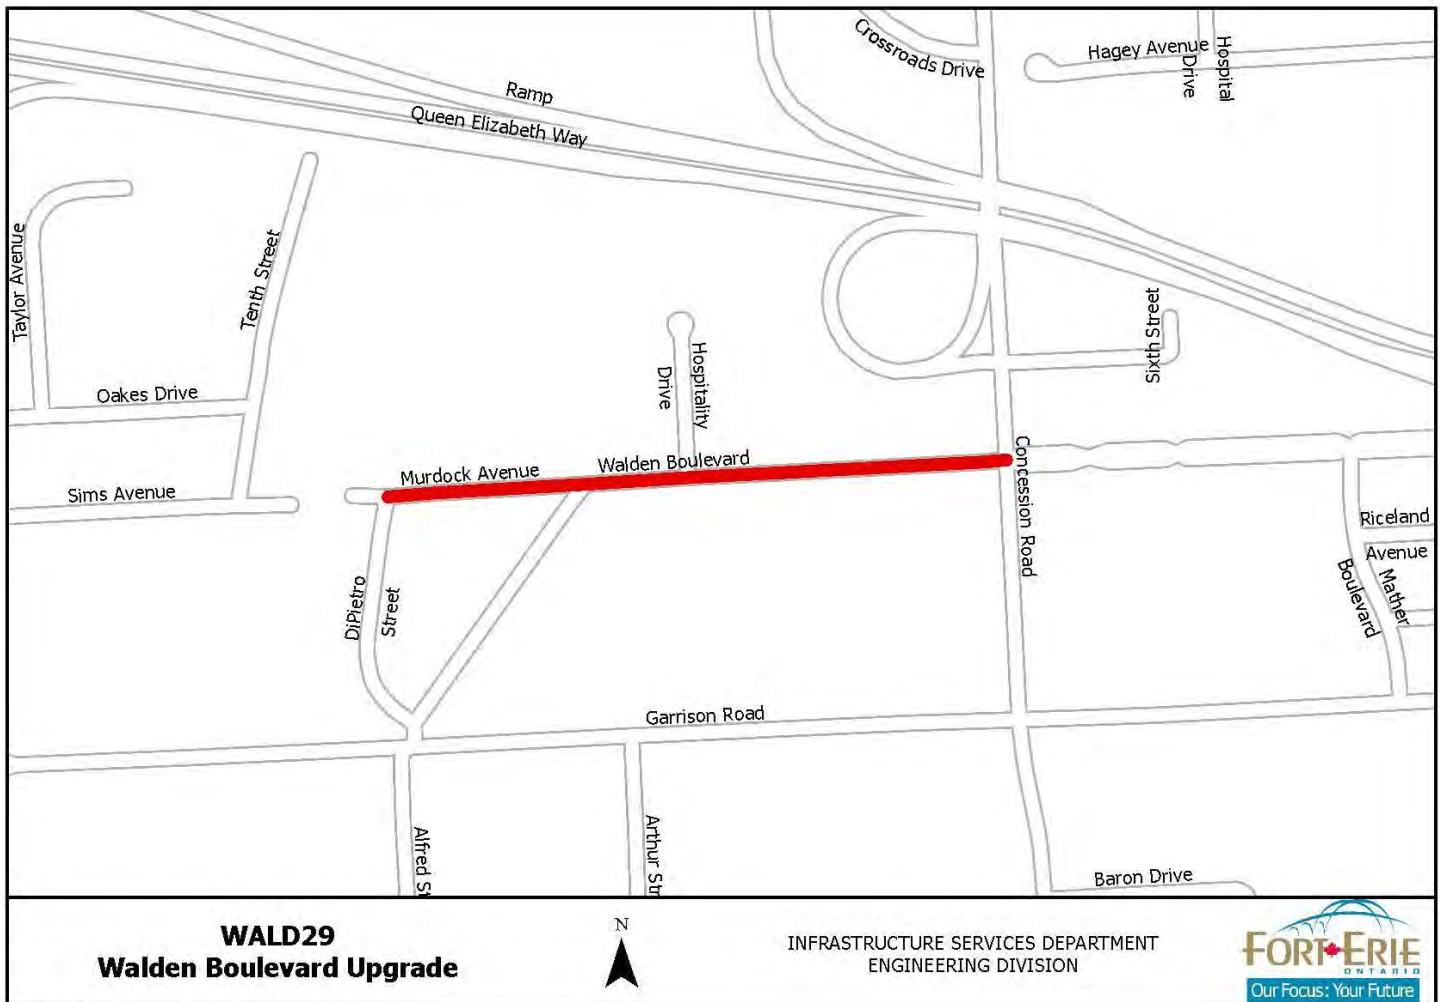 Crossroads Drive
Hagey Avenue
Hospital
Drive
Ramp
Queen Elizabeth Way
Taylor Avenue
Tenth Street
Sixth Street
Hospitality
Drive
Oakes Drive
Murdock Avenue
Walden Boulevard
Sims Avenue
Concession Road
Riceland
Avenue
Mather
Boulevard
DiPietro
Street
Garrison Road
Alfred St
Arthur Str
Baron Drive
WALD29
Walden Boulevard Upgrade
N
INFRASTRUCTURE SERVICES DEPARTMENT
ENGINEERING DIVISION
FORT ERIE
ONTARIO
Our Focus: Your Future